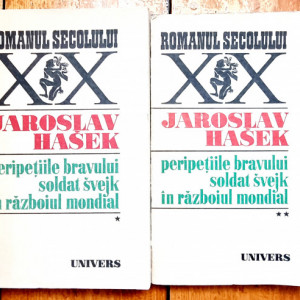 ROMANUL SECOLULUI
XX
JAROSLAV
HAŠEK
peripețiile bravului
soldat švejk
în războiul mondial
*
UNIVERS
ROMANUL SECOLULUI
XX
JAROSLAV
HAŠEK
peripețiile bravului
soldat švejk
în războiul mondial
**
UNIVERS